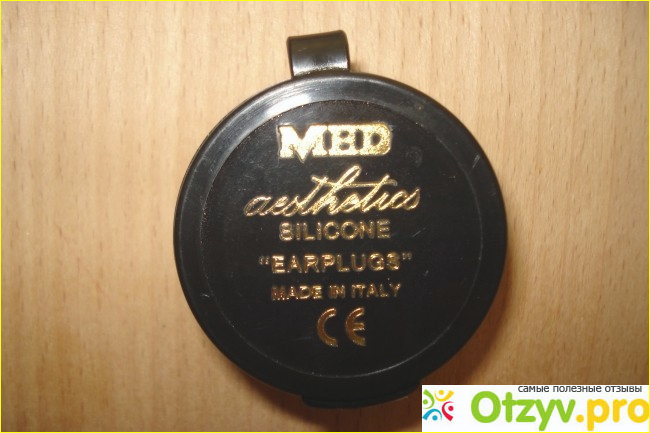 MHD
aesthetics
SILICONE
"EARPLUGS"
MADE IN ITALY
CE
самые полезные отзывы
Otzyv.pro